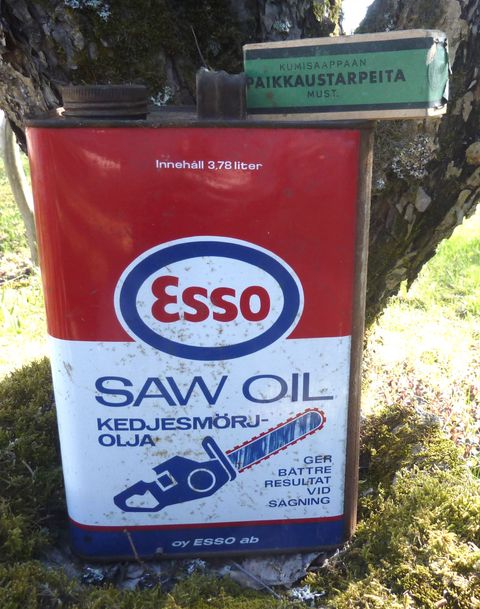 KUMISAAPPAAN
PAIKKAUSTARPEITA
MUST.
Innehåll 3,78 liter
Esso
SAW OIL
KEDJESMÖRJ-
OLJA
GER
BÄTTRE
RESULTAT
VID
SÅGNING
oy ESSO ab